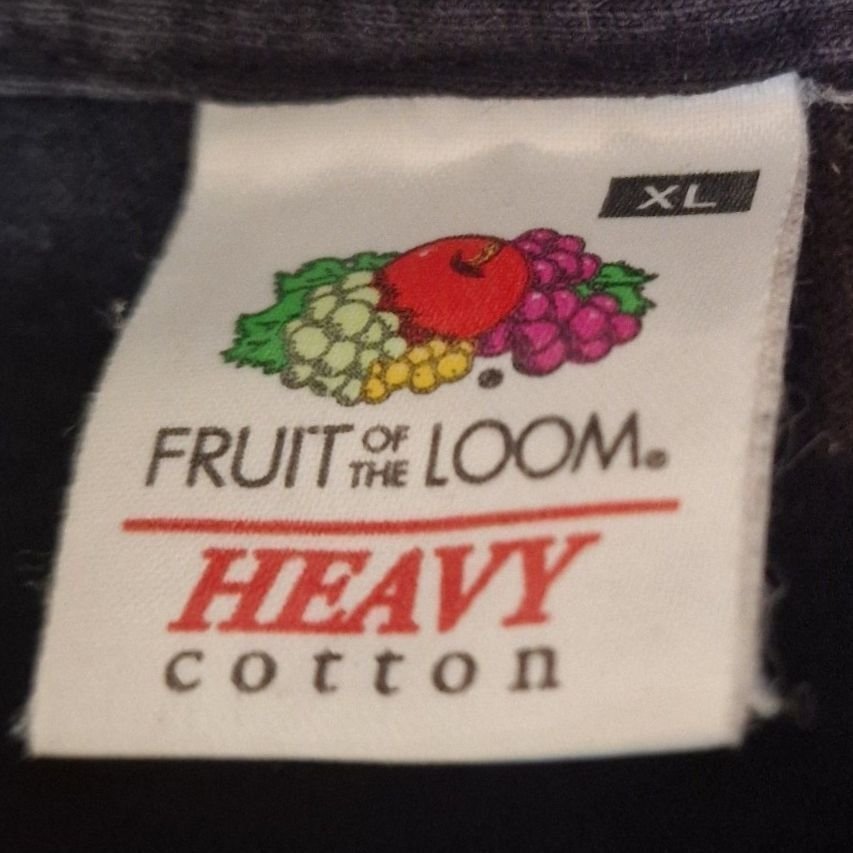 XL
FRUIT OF THE LOOM®
HEAVY
cotton